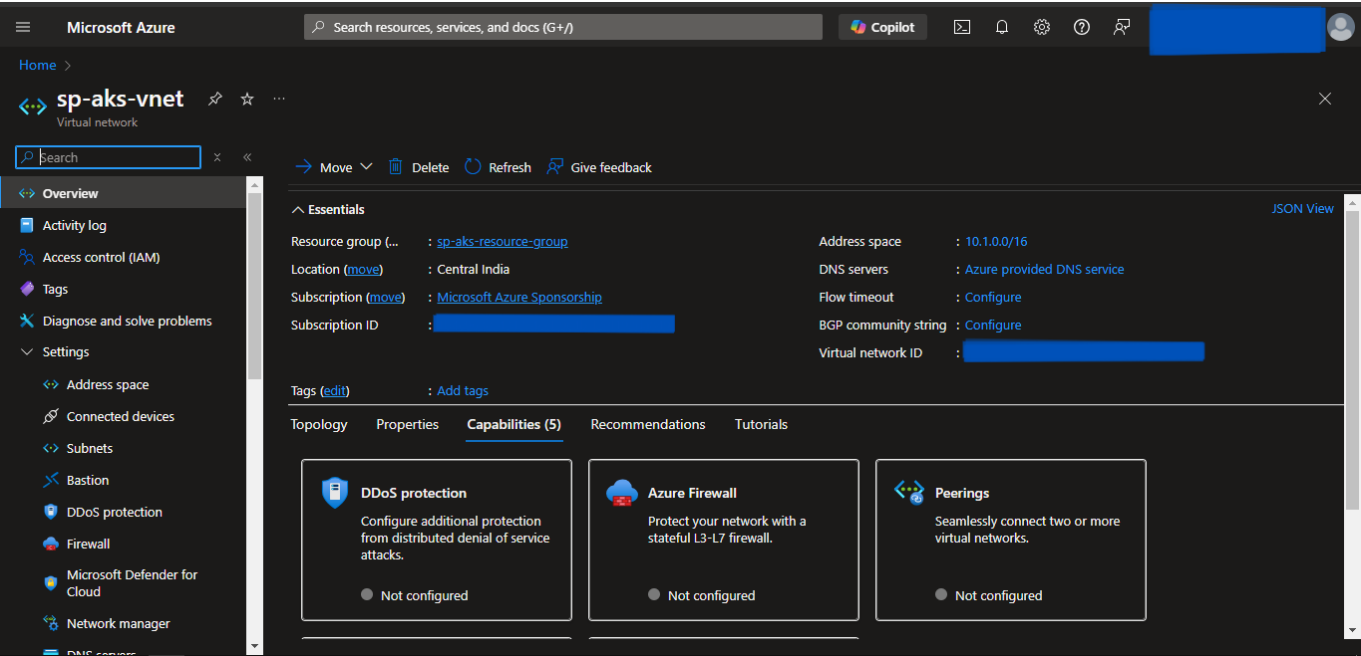 Microsoft Azure
Search resources, services, and docs (G+/)
Copilot
Home >
sp-aks-vnet
Virtual network
Search
Overview
Activity log
Access control (IAM)
Tags
Diagnose and solve problems
Settings
Address space
Connected devices
Subnets
Bastion
DDoS protection
Firewall
Microsoft Defender for
Cloud
Network manager
DNS servers
Move
Delete
Refresh
Give feedback
Essentials
JSON View
Resource group (... : sp-aks-resource-group
Location (move) : Central India
Subscription (move) : Microsoft Azure Sponsorship
Subscription ID :
Address space : 10.1.0.0/16
DNS servers : Azure provided DNS service
Flow timeout : Configure
BGP community string : Configure
Virtual network ID :
Tags (edit) : Add tags
Topology
Properties
Capabilities (5)
Recommendations
Tutorials
DDoS protection
Configure additional protection
from distributed denial of service
attacks.
Not configured
Azure Firewall
Protect your network with a
stateful L3-L7 firewall.
Not configured
Peerings
Seamlessly connect two or more
virtual networks.
Not configured